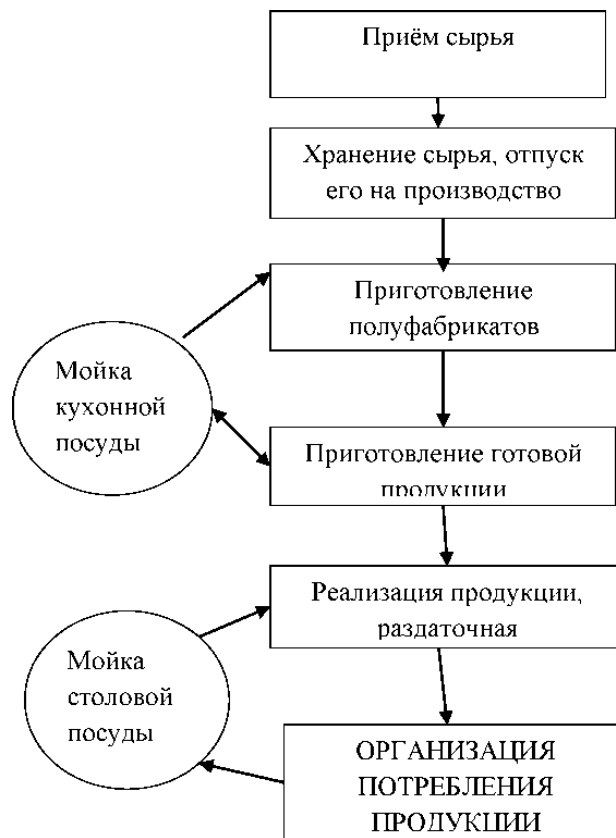 Приём сырья
Хранение сырья, отпуск
его на производство
Приготовление
полуфабрикатов
Мойка
кухонной
посуды
Приготовление готовой
продукции
Реализация продукции,
раздаточная
Мойка
столовой
посуды
ОРГАНИЗАЦИЯ
ПОТРЕБЛЕНИЯ
ПРОДУКЦИИ